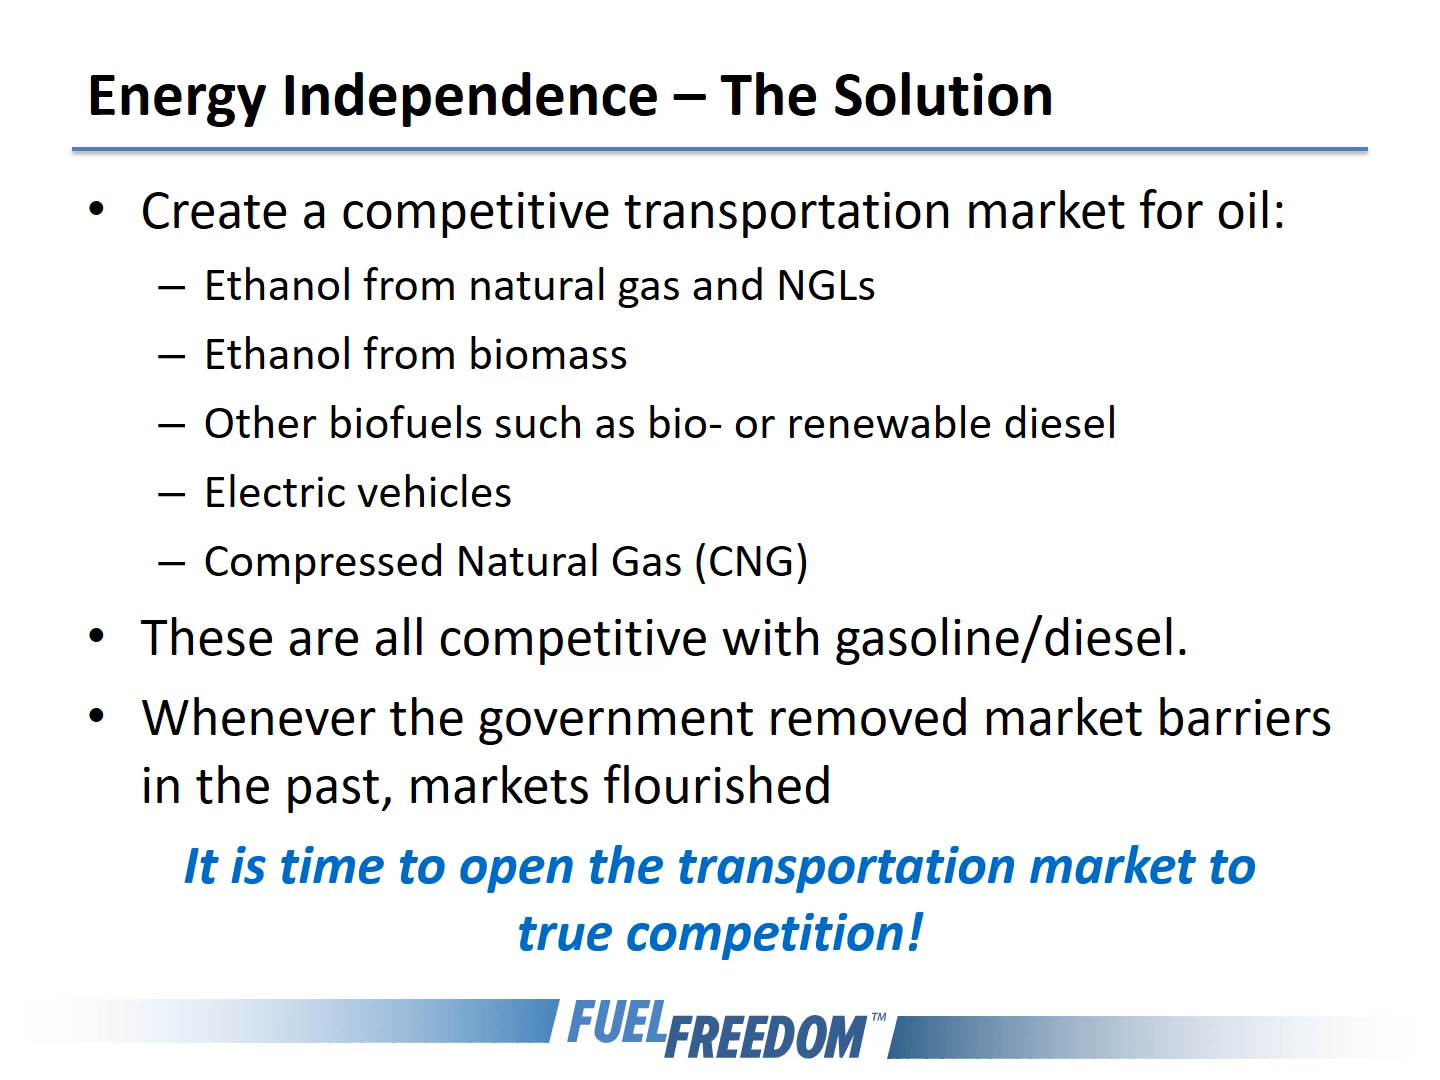 Energy Independence – The Solution
• Create a competitive transportation market for oil:
– Ethanol from natural gas and NGLs
– Ethanol from biomass
– Other biofuels such as bio- or renewable diesel
– Electric vehicles
– Compressed Natural Gas (CNG)
• These are all competitive with gasoline/diesel.
• Whenever the government removed market barriers
in the past, markets flourished
It is time to open the transportation market to
true competition!
FUEL FREEDOM™